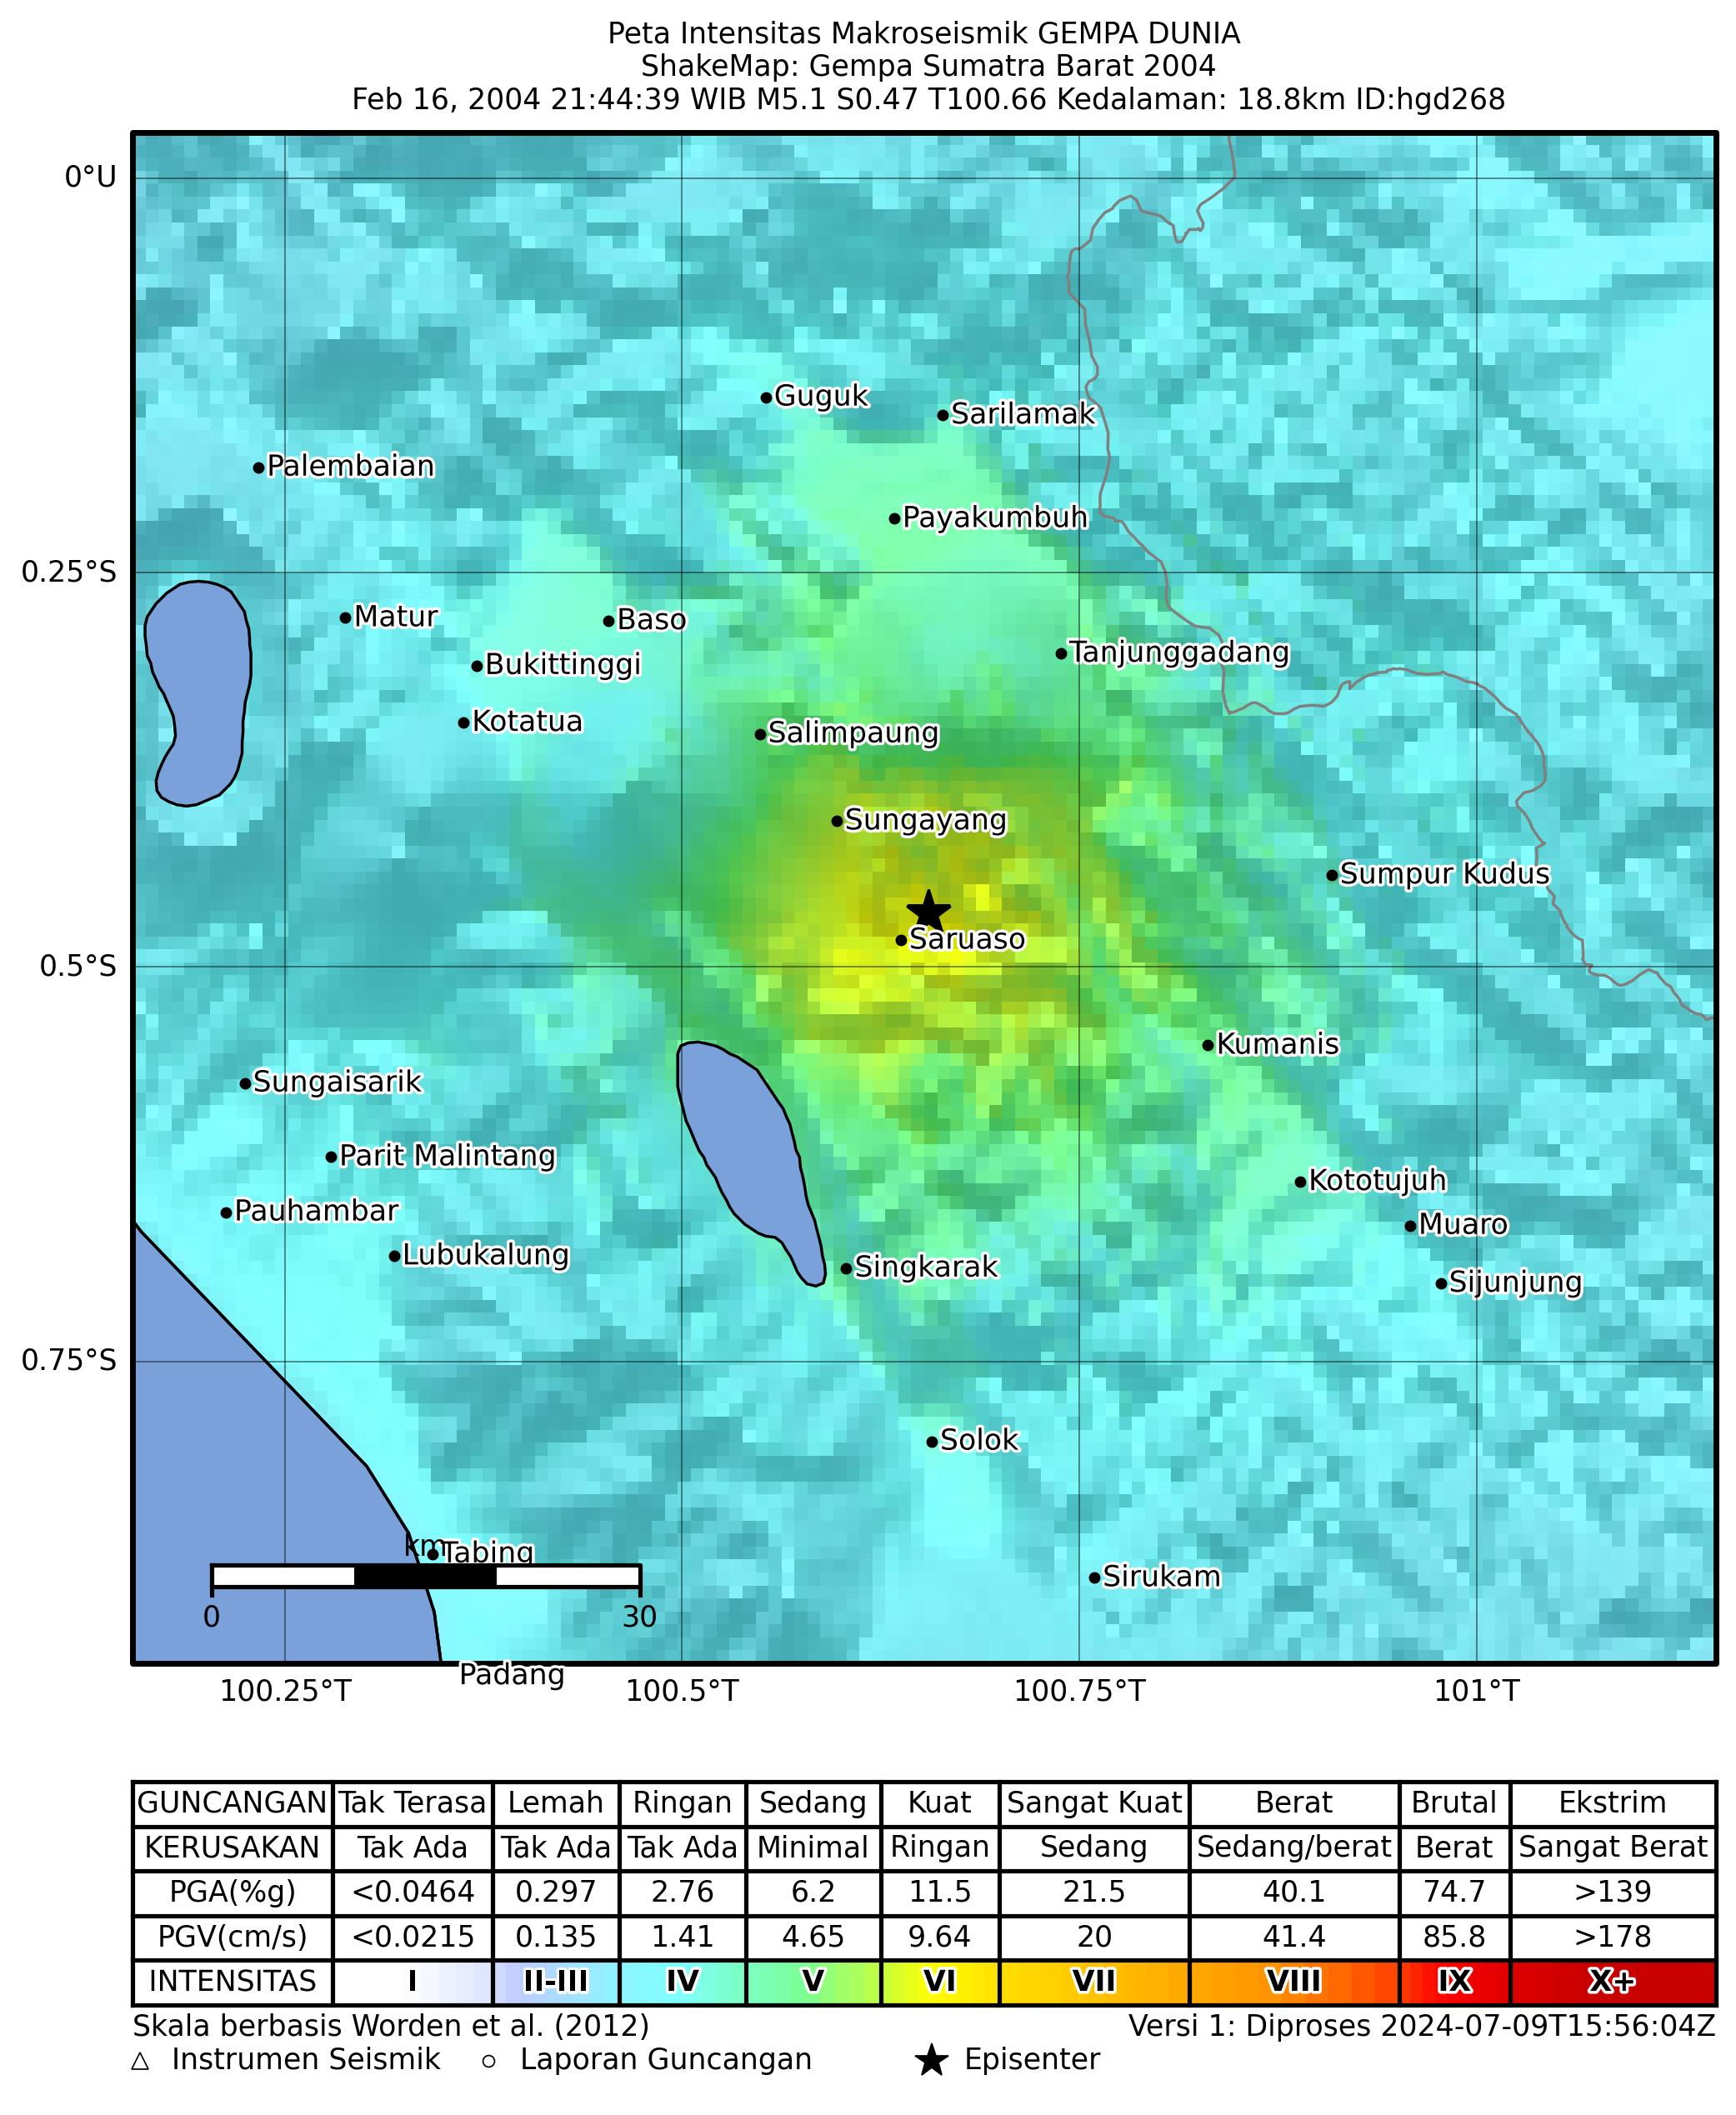 Peta Intensitas Makroseismik GEMPA DUNIA
ShakeMap: Gempa Sumatra Barat 2004
Feb 16, 2004 21:44:39 WIB M5.1 S0.47 T100.66 Kedalaman: 18.8km ID:hgd268
0°U
Guguk
Sarilamak
Palembaian
Payakumbuh
0.25°S
Matur
Baso
Bukittinggi
Tanjunggadang
Kotatua
Salimpaung
Sungayang
Sumpur Kudus
Saruaso
0.5°S
Kumanis
Sungaisarik
Parit Malintang
Kototujuh
Pauhambar
Muaro
Lubukalung
Singkarak
Sijunjung
0.75°S
Solok
km
Tabing
Sirukam
0 30
Padang
100.25°T 100.5°T 100.75°T 101°T
GUNCANGAN Tak Terasa Lemah Ringan Sedang Kuat Sangat Kuat Berat Brutal Ekstrim
KERUSAKAN Tak Ada Tak Ada Tak Ada Minimal Ringan Sedang Sedang/berat Berat Sangat Berat
PGA(%g) <0.0464 0.297 2.76 6.2 11.5 21.5 40.1 74.7 >139
PGV(cm/s) <0.0215 0.135 1.41 4.65 9.64 20 41.4 85.8 >178
INTENSITAS I II-III IV V VI VII VIII IX X+
Skala berbasis Worden et al. (2012) Versi 1: Diproses 2024-07-09T15:56:04Z
Instrumen Seismik Laporan Guncangan Episenter